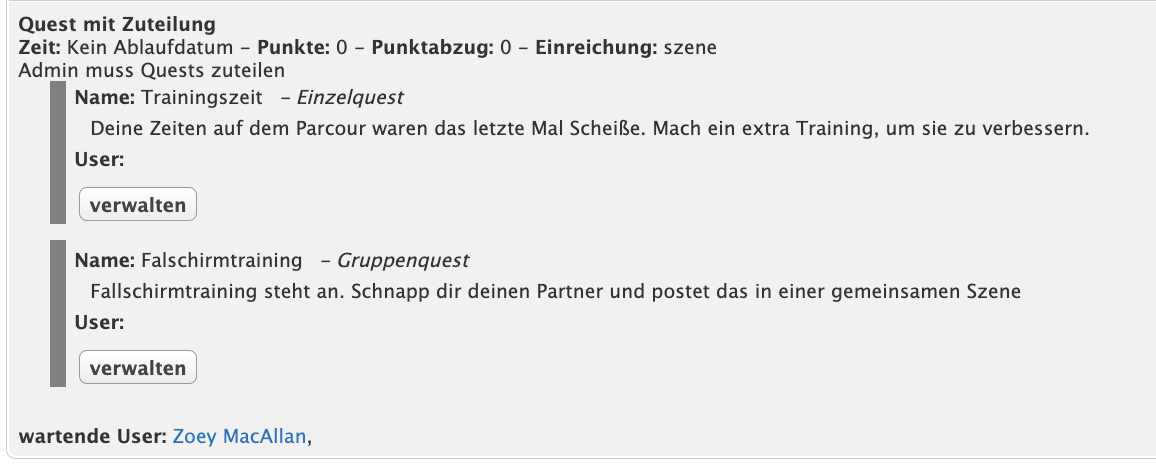 Quest mit Zuteilung
Zeit: Kein Ablaufdatum – Punkte: 0 – Punktabzug: 0 – Einreichung: szene
Admin muss Quests zuteilen
Name: Trainingszeit – Einzelquest
Deine Zeiten auf dem Parcour waren das letzte Mal Scheiße. Mach ein extra Training, um sie zu verbessern.
User:
verwalten
Name: Falschirmtraining – Gruppenquest
Fallschirmtraining steht an. Schnapp dir deinen Partner und postet das in einer gemeinsamen Szene
User:
verwalten
wartende User: Zoey MacAllan,